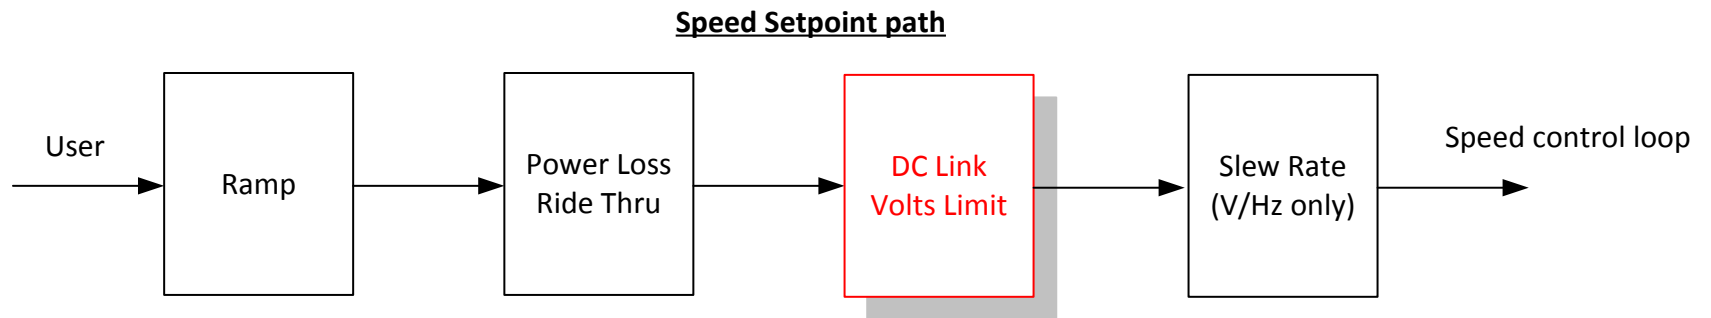 Speed Setpoint path
User
Ramp
Power Loss
Ride Thru
DC Link
Volts Limit
Slew Rate
(V/Hz only)
Speed control loop